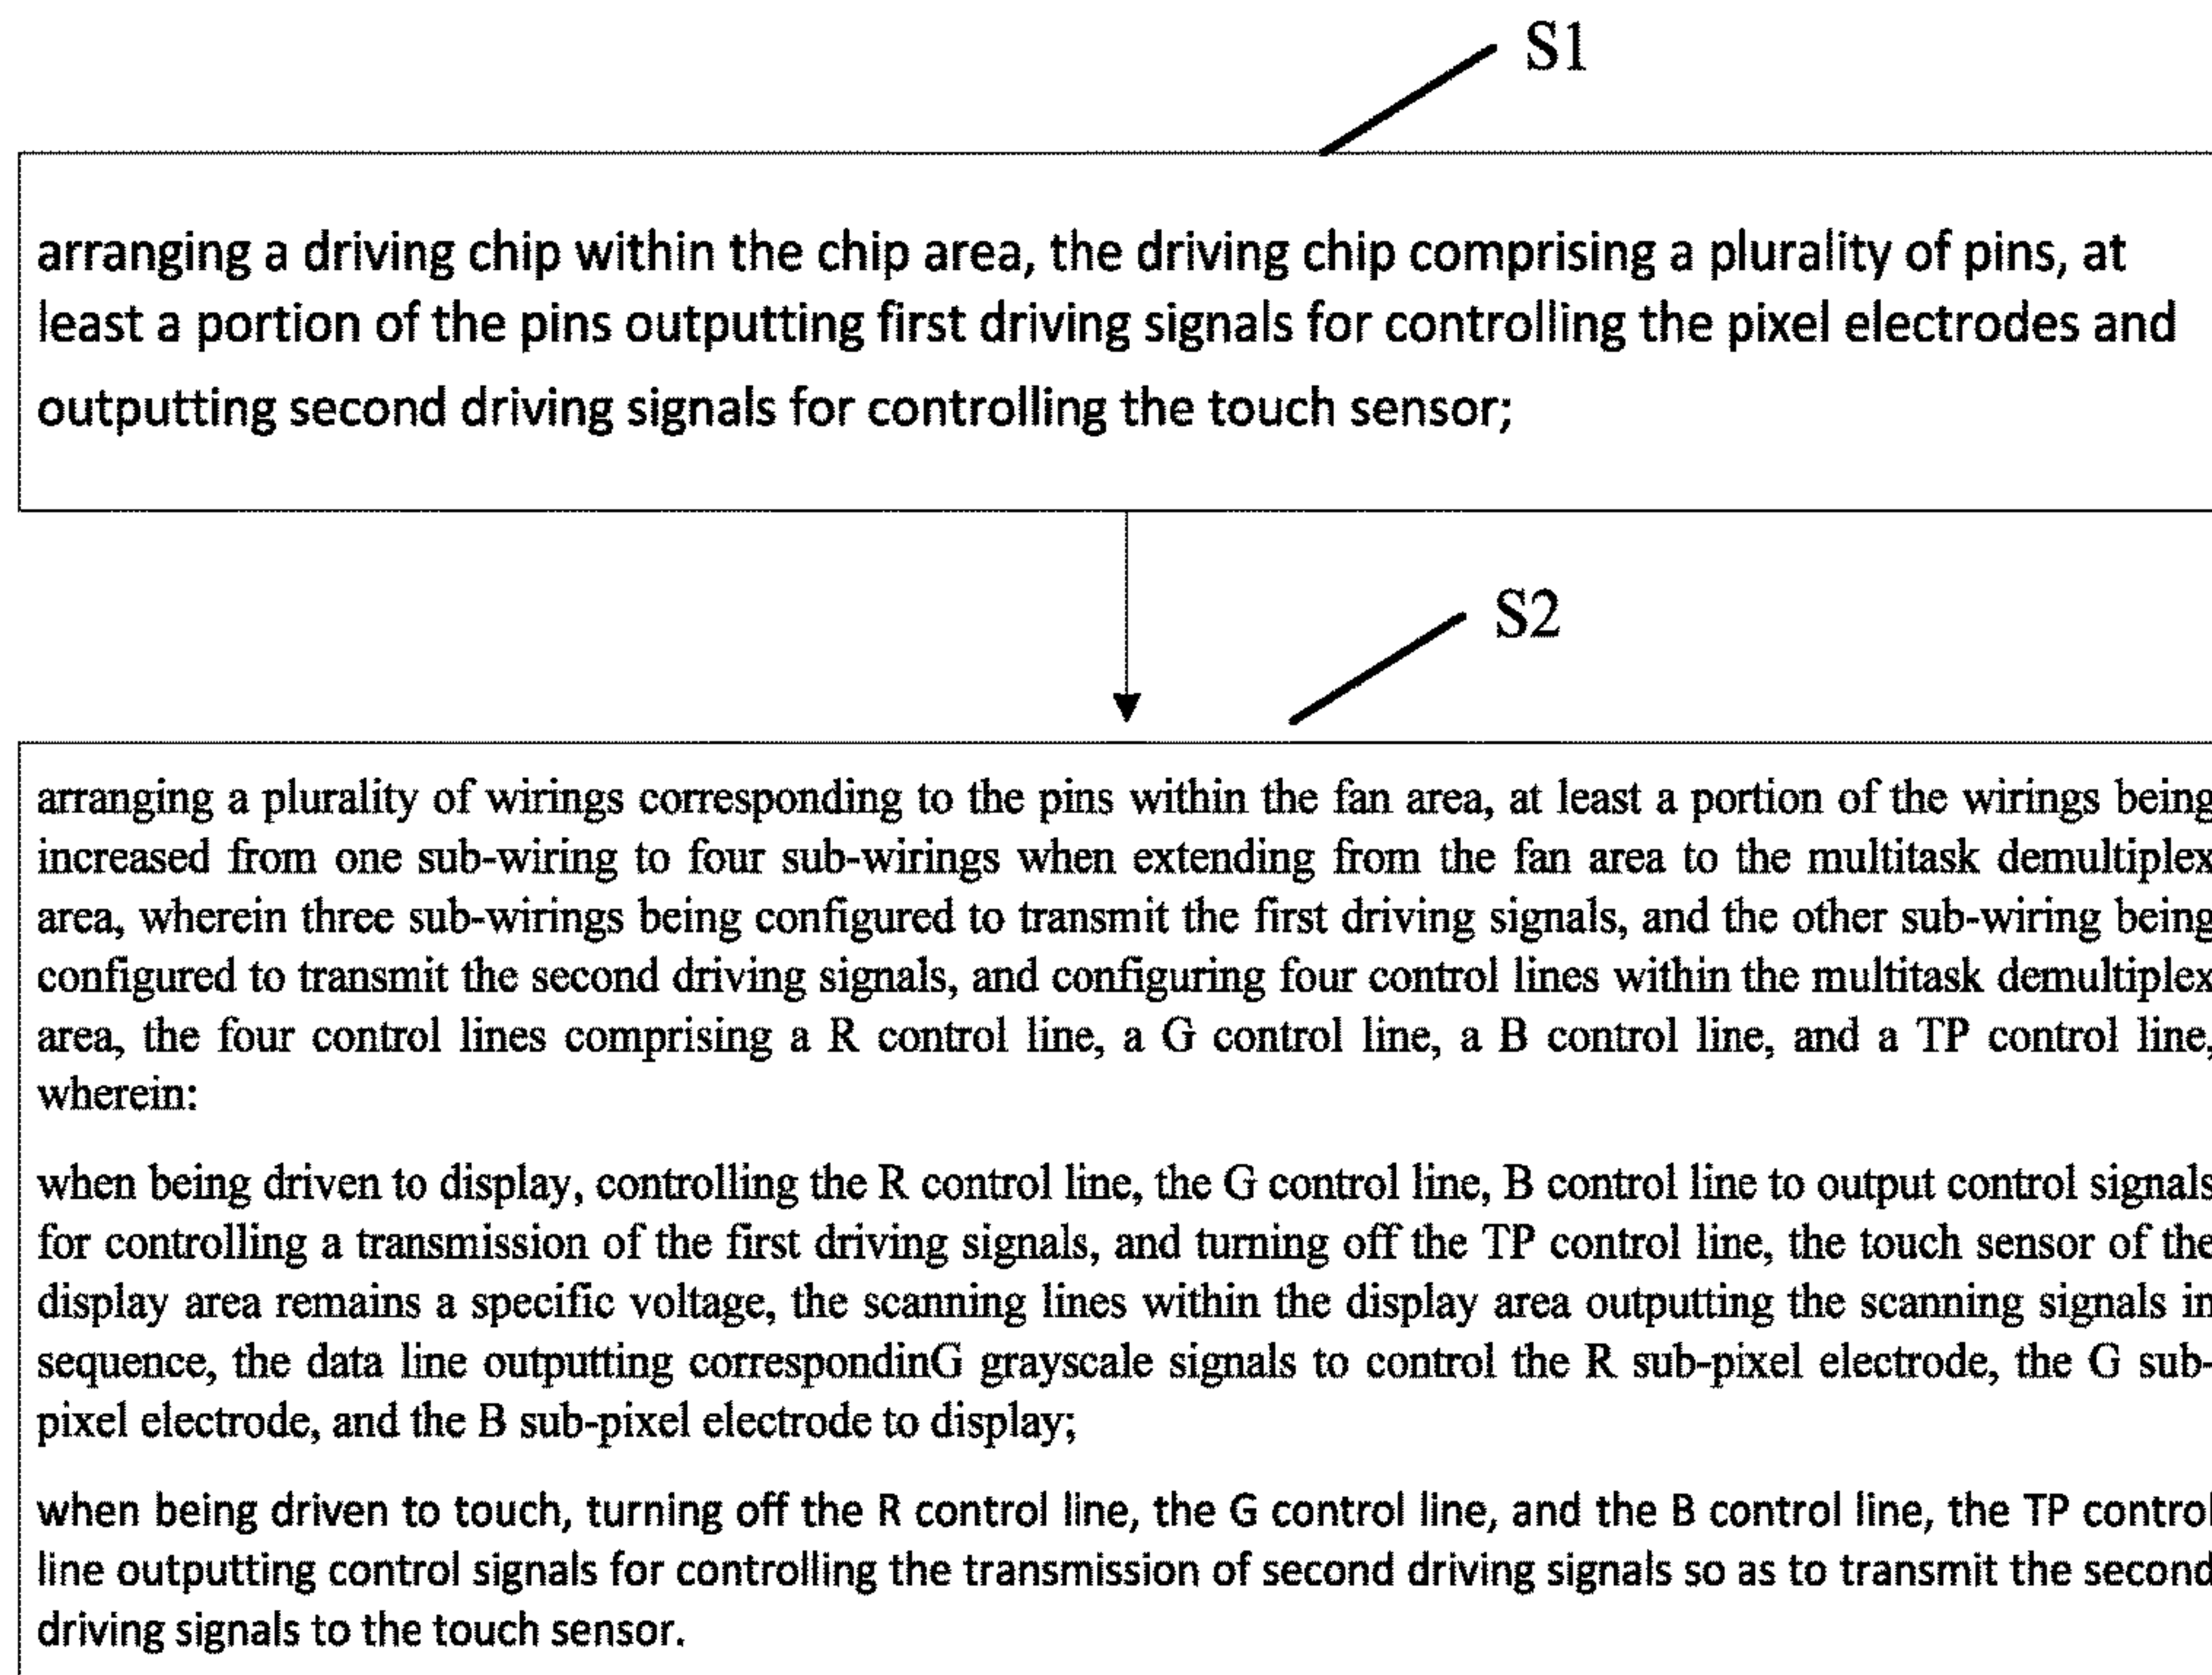 S1
arranging a driving chip within the chip area, the driving chip comprising a plurality of pins, at
least a portion of the pins outputting first driving signals for controlling the pixel electrodes and
outputting second driving signals for controlling the touch sensor;
S2
arranging a plurality of wirings corresponding to the pins within the fan area, at least a portion of the wirings being
increased from one sub-wiring to four sub-wirings when extending from the fan area to the multitask demultiplex
area, wherein three sub-wirings being configured to transmit the first driving signals, and the other sub-wiring being
configured to transmit the second driving signals, and configuring four control lines within the multitask demultiplex
area, the four control lines comprising a R control line, a G control line, a B control line, and a TP control line,
wherein:
when being driven to display, controlling the R control line, the G control line, B control line to output control signals
for controlling a transmission of the first driving signals, and turning off the TP control line, the touch sensor of the
display area remains a specific voltage, the scanning lines within the display area outputting the scanning signals in
sequence, the data line outputting correspondinG grayscale signals to control the R sub-pixel electrode, the G sub-
pixel electrode, and the B sub-pixel electrode to display;
when being driven to touch, turning off the R control line, the G control line, and the B control line, the TP control
line outputting control signals for controlling the transmission of second driving signals so as to transmit the second
driving signals to the touch sensor.